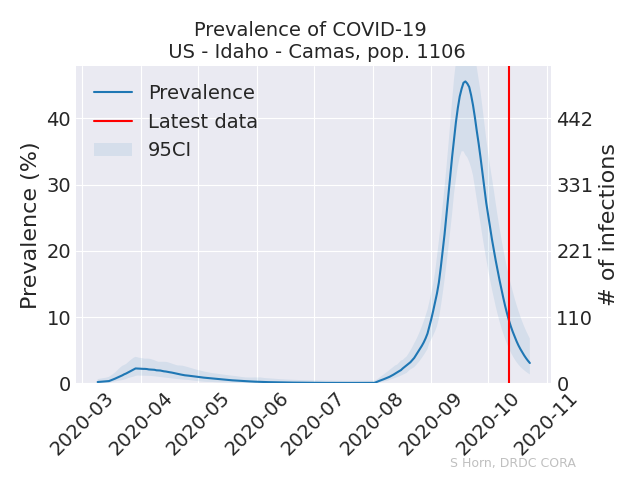 Prevalence of COVID-19
US - Idaho - Camas, pop. 1106
Prevalence
Latest data
95CI
Prevalence (%)
40
30
20
10
0
442
331
221
110
0
# of infections
2020-03
2020-04
2020-05
2020-06
2020-07
2020-08
2020-09
2020-10
2020-11
S Horn, DRDC CORA